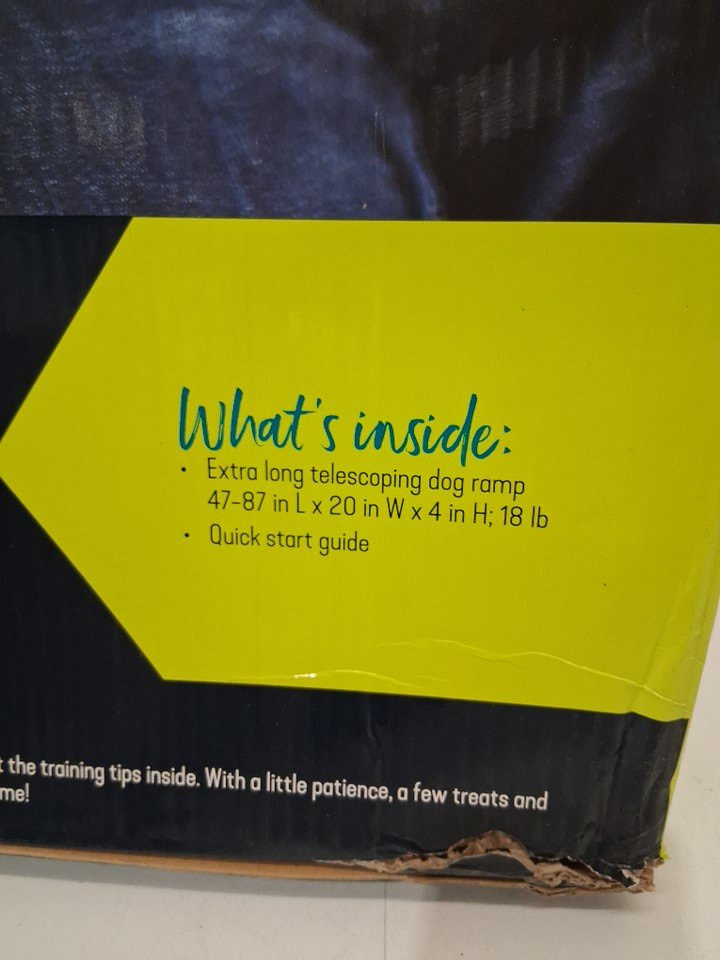 What's inside:
• Extra long telescoping dog ramp
47-87 in L x 20 in W x 4 in H; 18 lb
• Quick start guide
the training tips inside. With a little patience, a few treats and
me!